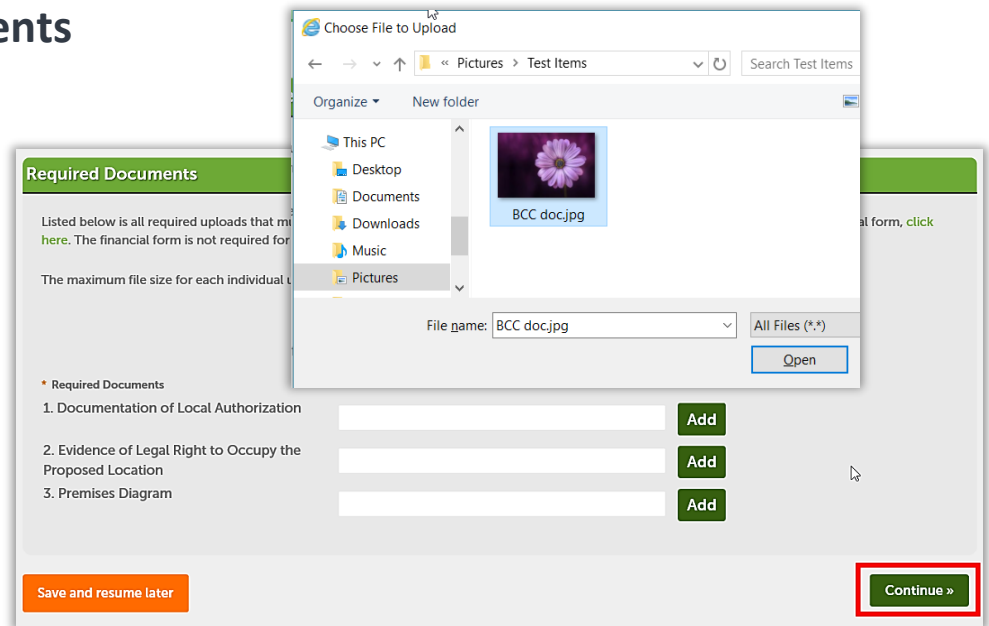 ents
Choose File to Upload
« Pictures > Test Items
Search Test Items
Organize
New folder
This PC
Desktop
Documents
Downloads
Music
Pictures
BCC doc.jpg
File name: BCC doc.jpg
All Files (*.*)
Open
Required Documents
Listed below is all required uploads that
al form, click
here. The financial form is not required for
The maximum file size for each individual
* Required Documents
1. Documentation of Local Authorization
Add
2. Evidence of Legal Right to Occupy the
Proposed Location
Add
3. Premises Diagram
Add
Save and resume later
Continue »